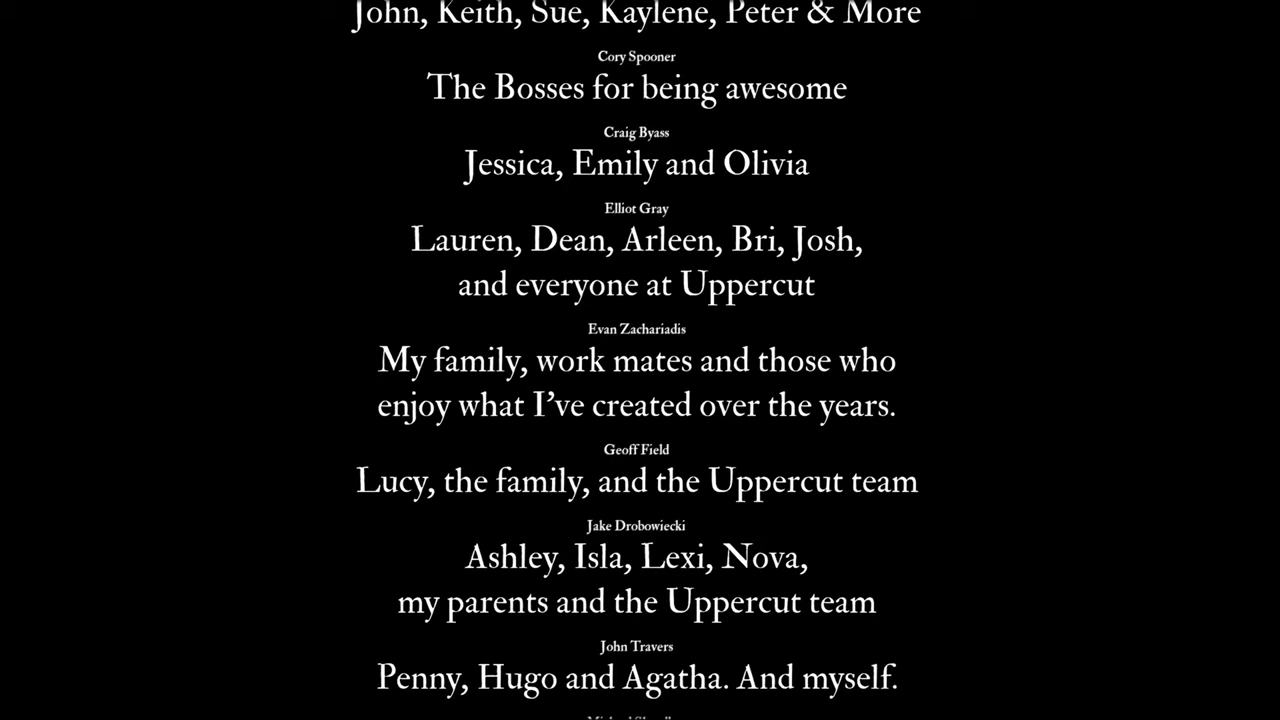 John, Keith, Sue, Kaylene, Peter & More
Cory Spooner
The Bosses for being awesome
Craig Byass
Jessica, Emily and Olivia
Elliot Gray
Lauren, Dean, Arleen, Bri, Josh,
and everyone at Uppercut
Evan Zachariadis
My family, work mates and those who
enjoy what I've created over the years.
Geoff Field
Lucy, the family, and the Uppercut team
Jake Drobowiecki
Ashley, Isla, Lexi, Nova,
my parents and the Uppercut team
John Travers
Penny, Hugo and Agatha. And myself.